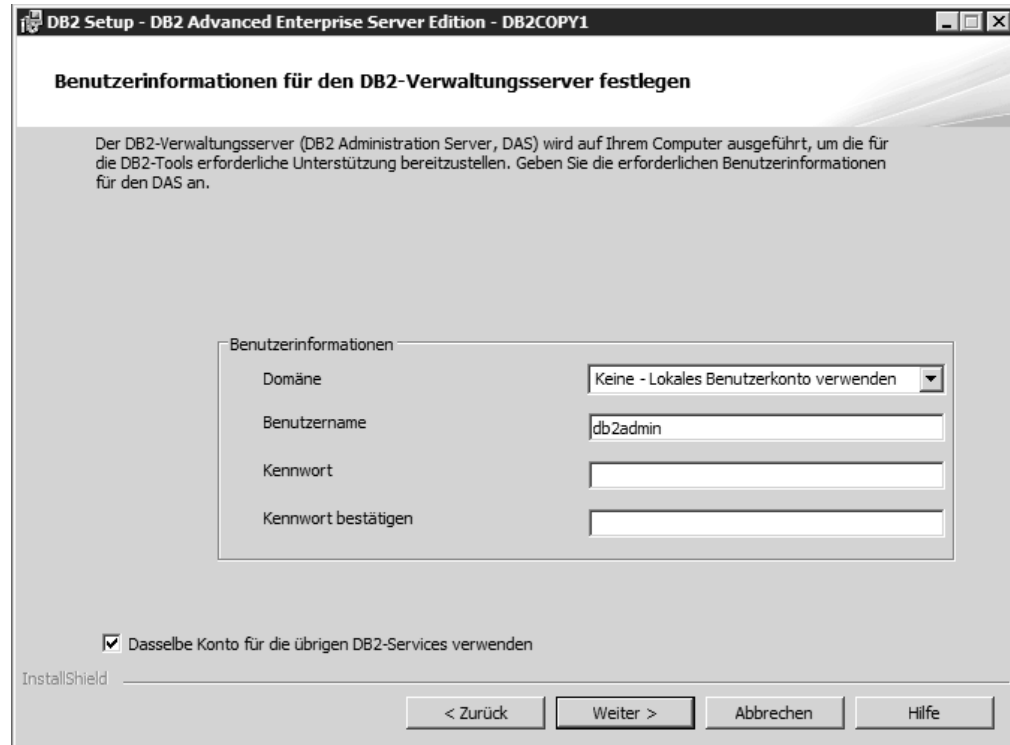 DB2 Setup - DB2 Advanced Enterprise Server Edition - DB2COPY1
Benutzerinformationen für den DB2-Verwaltungsserver festlegen
Der DB2-Verwaltungsserver (DB2 Administration Server, DAS) wird auf Ihrem Computer ausgeführt, um die für
die DB2-Tools erforderliche Unterstützung bereitzustellen. Geben Sie die erforderlichen Benutzerinformationen
für den DAS an.
Benutzerinformationen
Domäne Keine - Lokales Benutzerkonto verwenden
Benutzername db2admin
Kennwort
Kennwort bestätigen
Dasselbe Konto für die übrigen DB2-Services verwenden
InstallShield
< Zurück Weiter > Abbrechen Hilfe